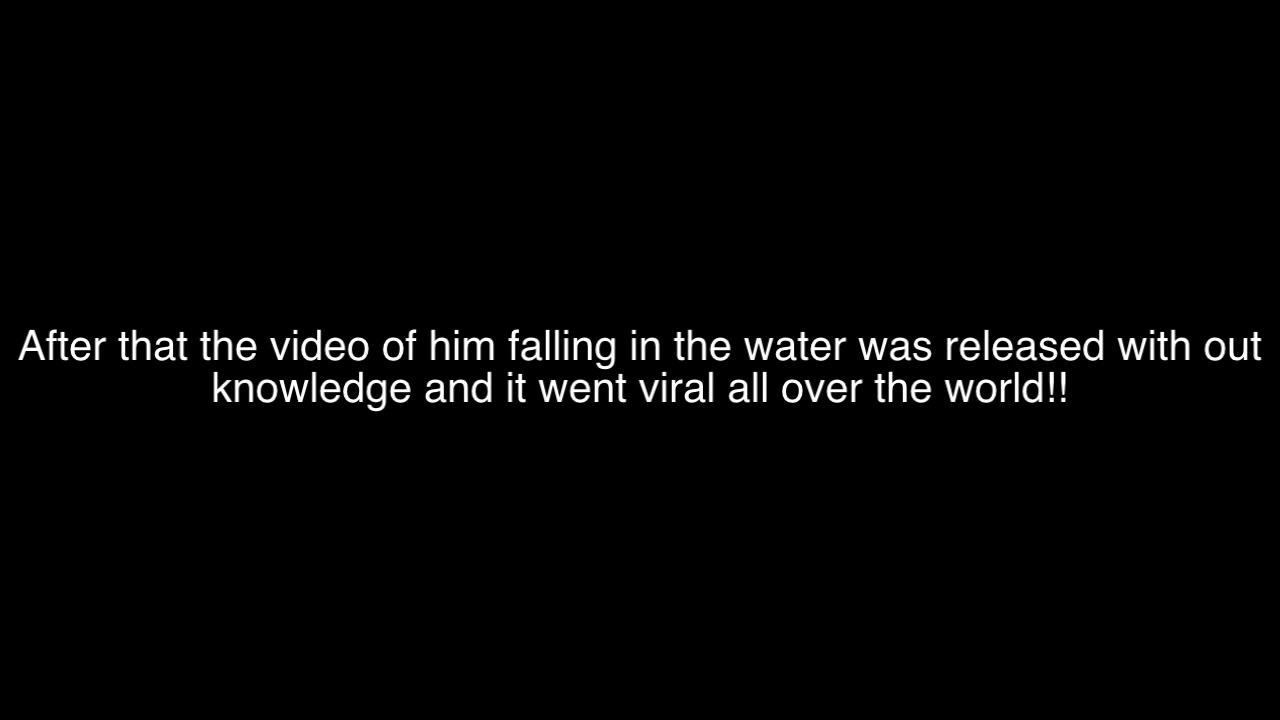 After that the video of him falling in the water was released with out
knowledge and it went viral all over the world!!